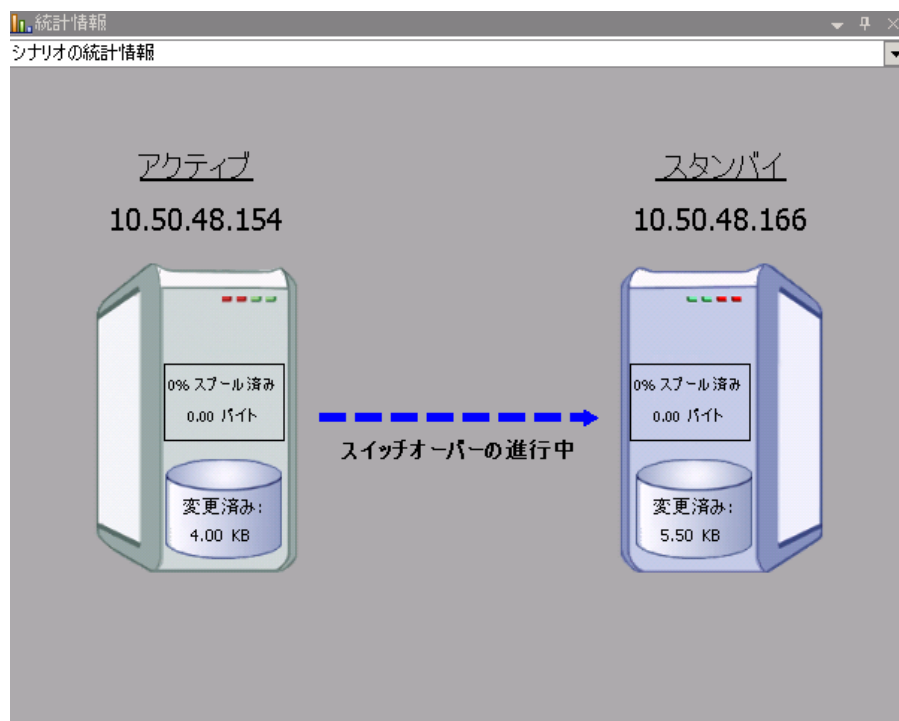 統計情報
シナリオの統計情報
アクティブ
スタンバイ
10.50.48.154
10.50.48.166
0% スプール済み
0.00 バイト
0% スプール済み
0.00 バイト
スイッチオーバーの進行中
変更済み:
4.00 KB
変更済み:
5.50 KB